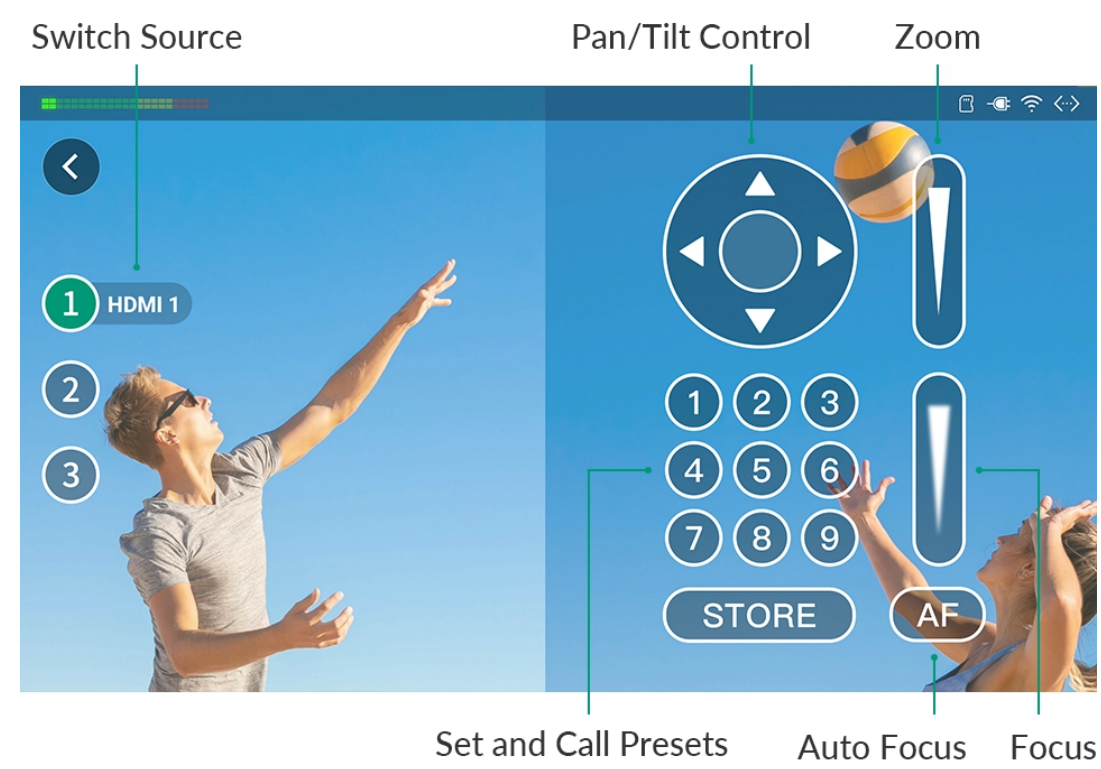 Switch Source
Pan/Tilt Control
Zoom
1 HDMI 1
2
3
1 2 3
4 5 6
7 8 9
STORE
AF
Set and Call Presets
Auto Focus
Focus